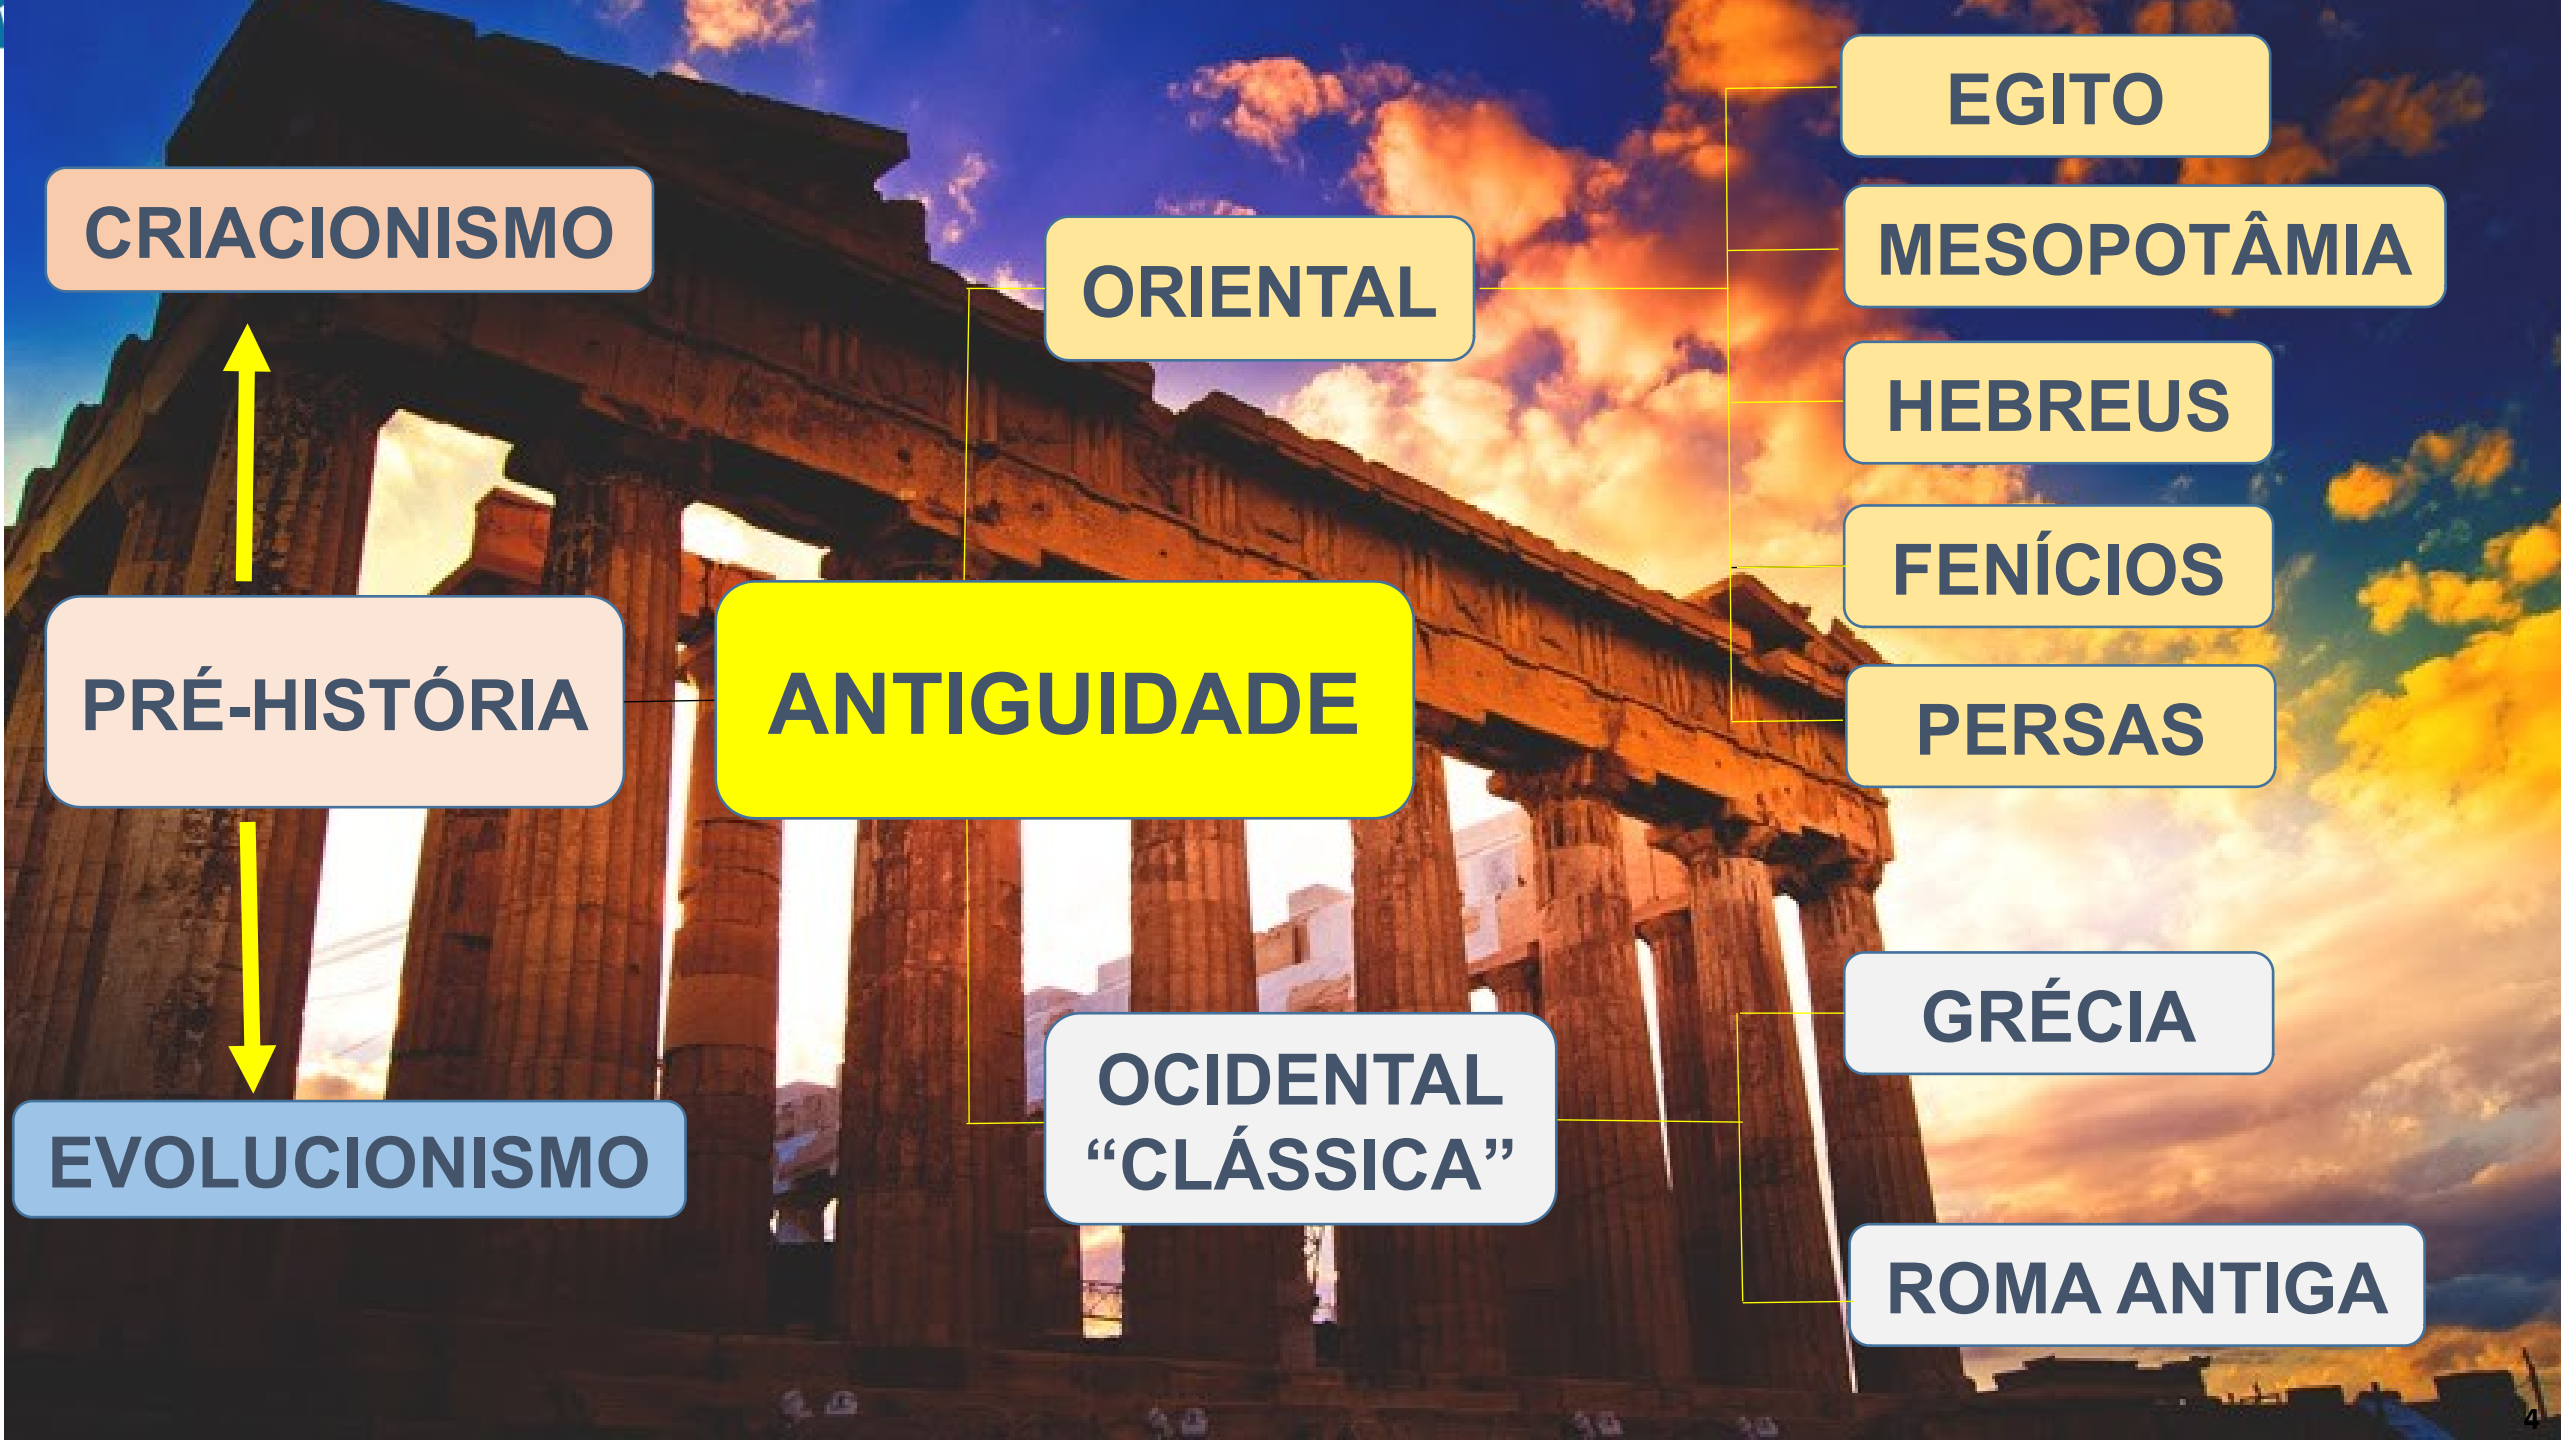 CRIACIONISMO
PRÉ-HISTÓRIA
EVOLUCIONISMO
ANTIGUIDADE
ORIENTAL
EGITO
MESOPOTÂMIA
HEBREUS
FENÍCIOS
PERSAS
OCIDENTAL
“CLÁSSICA”
GRÉCIA
ROMA ANTIGA
4